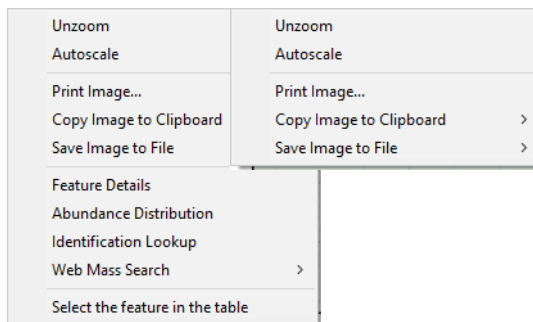 Unzoom
Autoscale
Print Image...
Copy Image to Clipboard
Save Image to File
Feature Details
Abundance Distribution
Identification Lookup
Web Mass Search
Select the feature in the table
Unzoom
Autoscale
Print Image...
Copy Image to Clipboard
Save Image to File